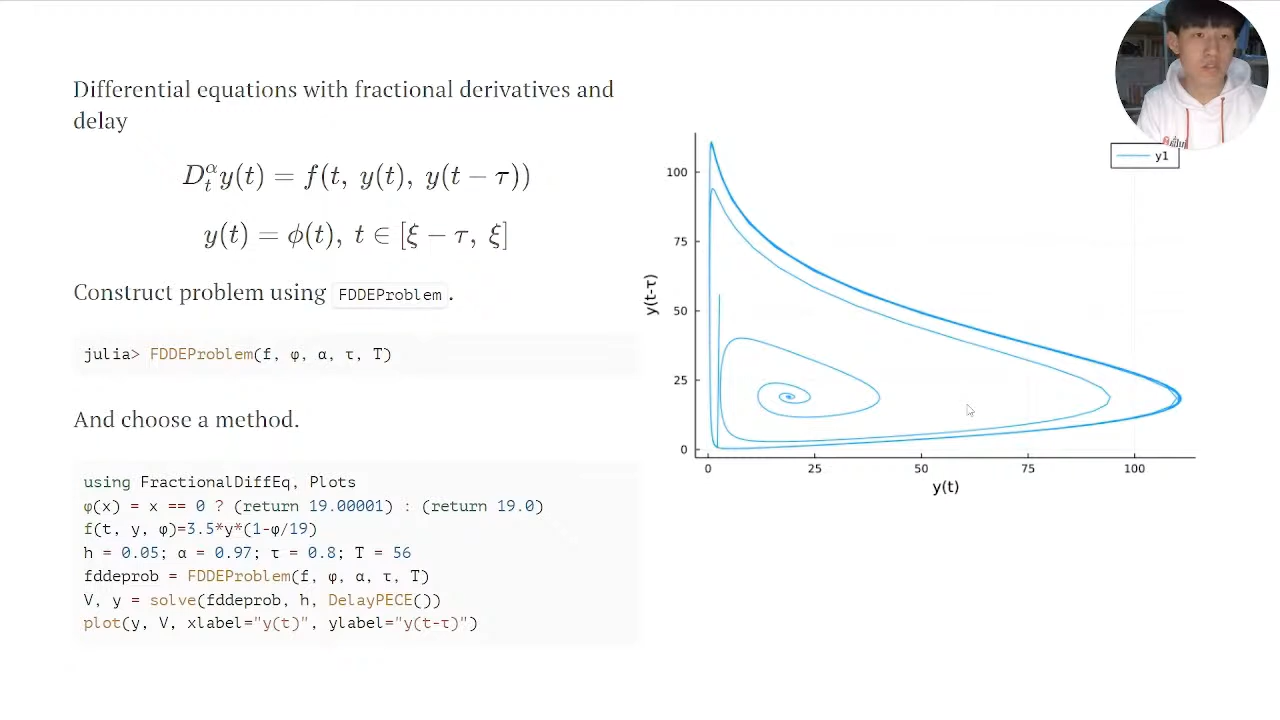 Differential equations with fractional derivatives and
delay
D_t^α y(t) = f(t, y(t), y(t − τ))
y(t) = ϕ(t), t ∈ [ξ − τ, ξ]
Construct problem using FDDEProblem .
julia> FDDEProblem(f, φ, α, τ, T)
And choose a method.
using FractionalDiffEq, Plots
φ(x) = x == 0 ? (return 19.00001) : (return 19.0)
f(t, y, φ)=3.5*y*(1-φ/19)
h = 0.05; α = 0.97; τ = 0.8; T = 56
fddeprob = FDDEProblem(f, φ, α, τ, T)
V, y = solve(fddeprob, h, DelayPECE())
plot(y, V, xlabel="y(t)", ylabel="y(t-τ)")
y1
100
75
50
25
0
y(t-τ)
0 25 50 75 100
y(t)